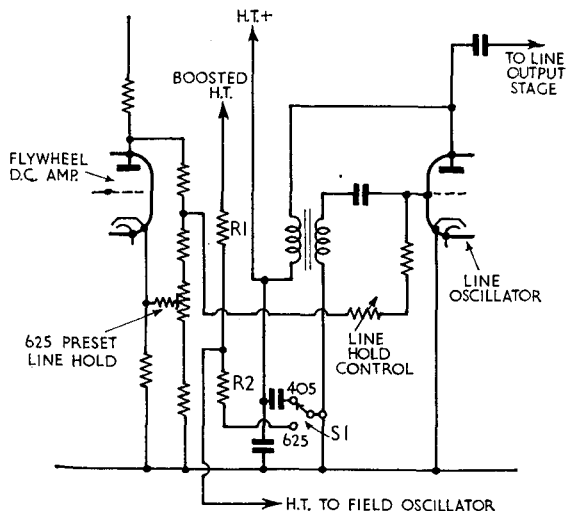 H.T.+
BOOSTED
H.T.
TO LINE
OUTPUT
STAGE
FLYWHEEL
D.C. AMP.
R1
LINE
OSCILLATOR
625 PRESET
LINE HOLD
LINE
HOLD
CONTROL
R2
405
S1
625
H.T. TO FIELD OSCILLATOR